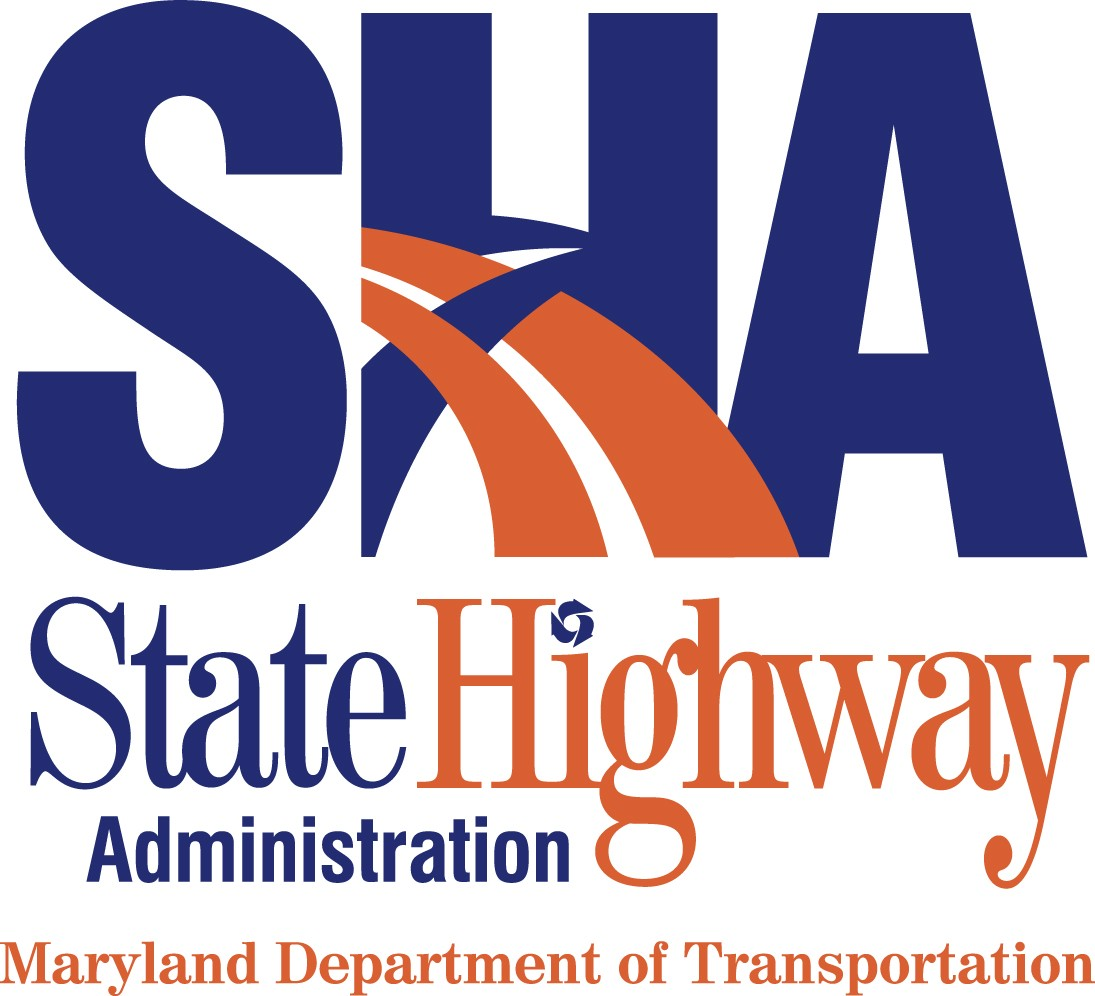 SHA
State Highway
Administration
Maryland Department of Transportation